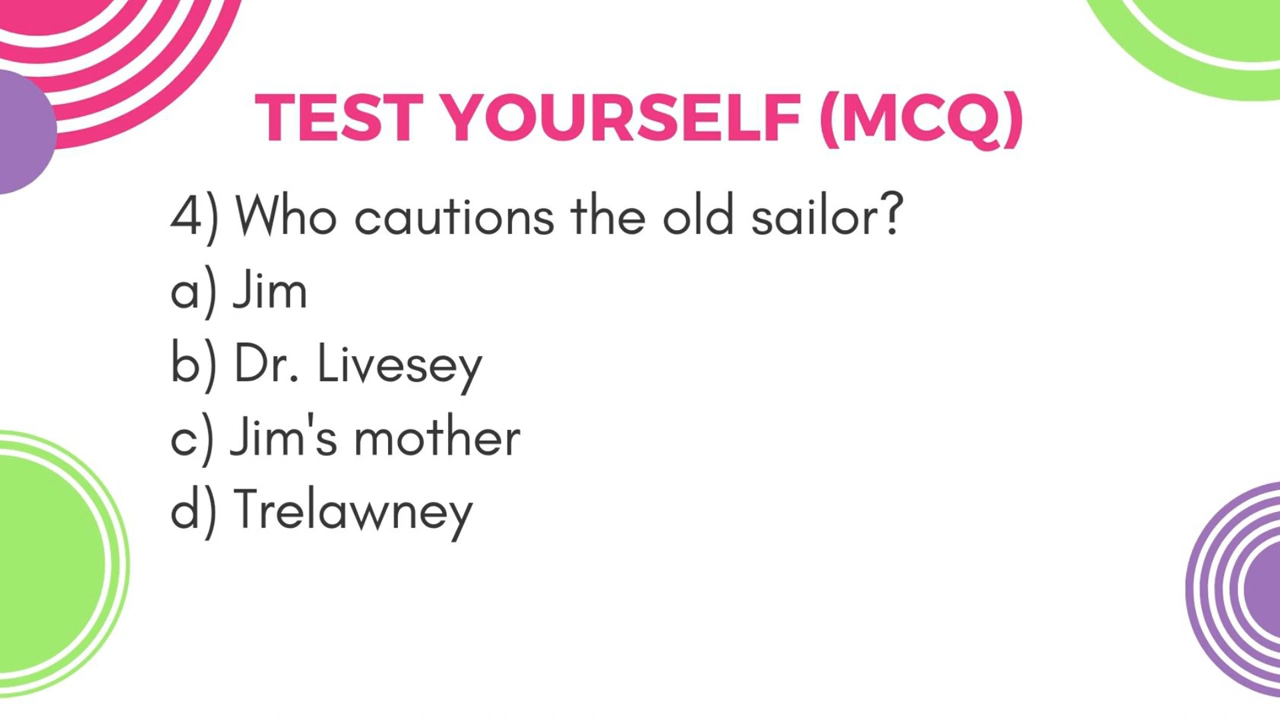 TEST YOURSELF (MCQ)
4) Who cautions the old sailor?
a) Jim
b) Dr. Livesey
c) Jim's mother
d) Trelawney